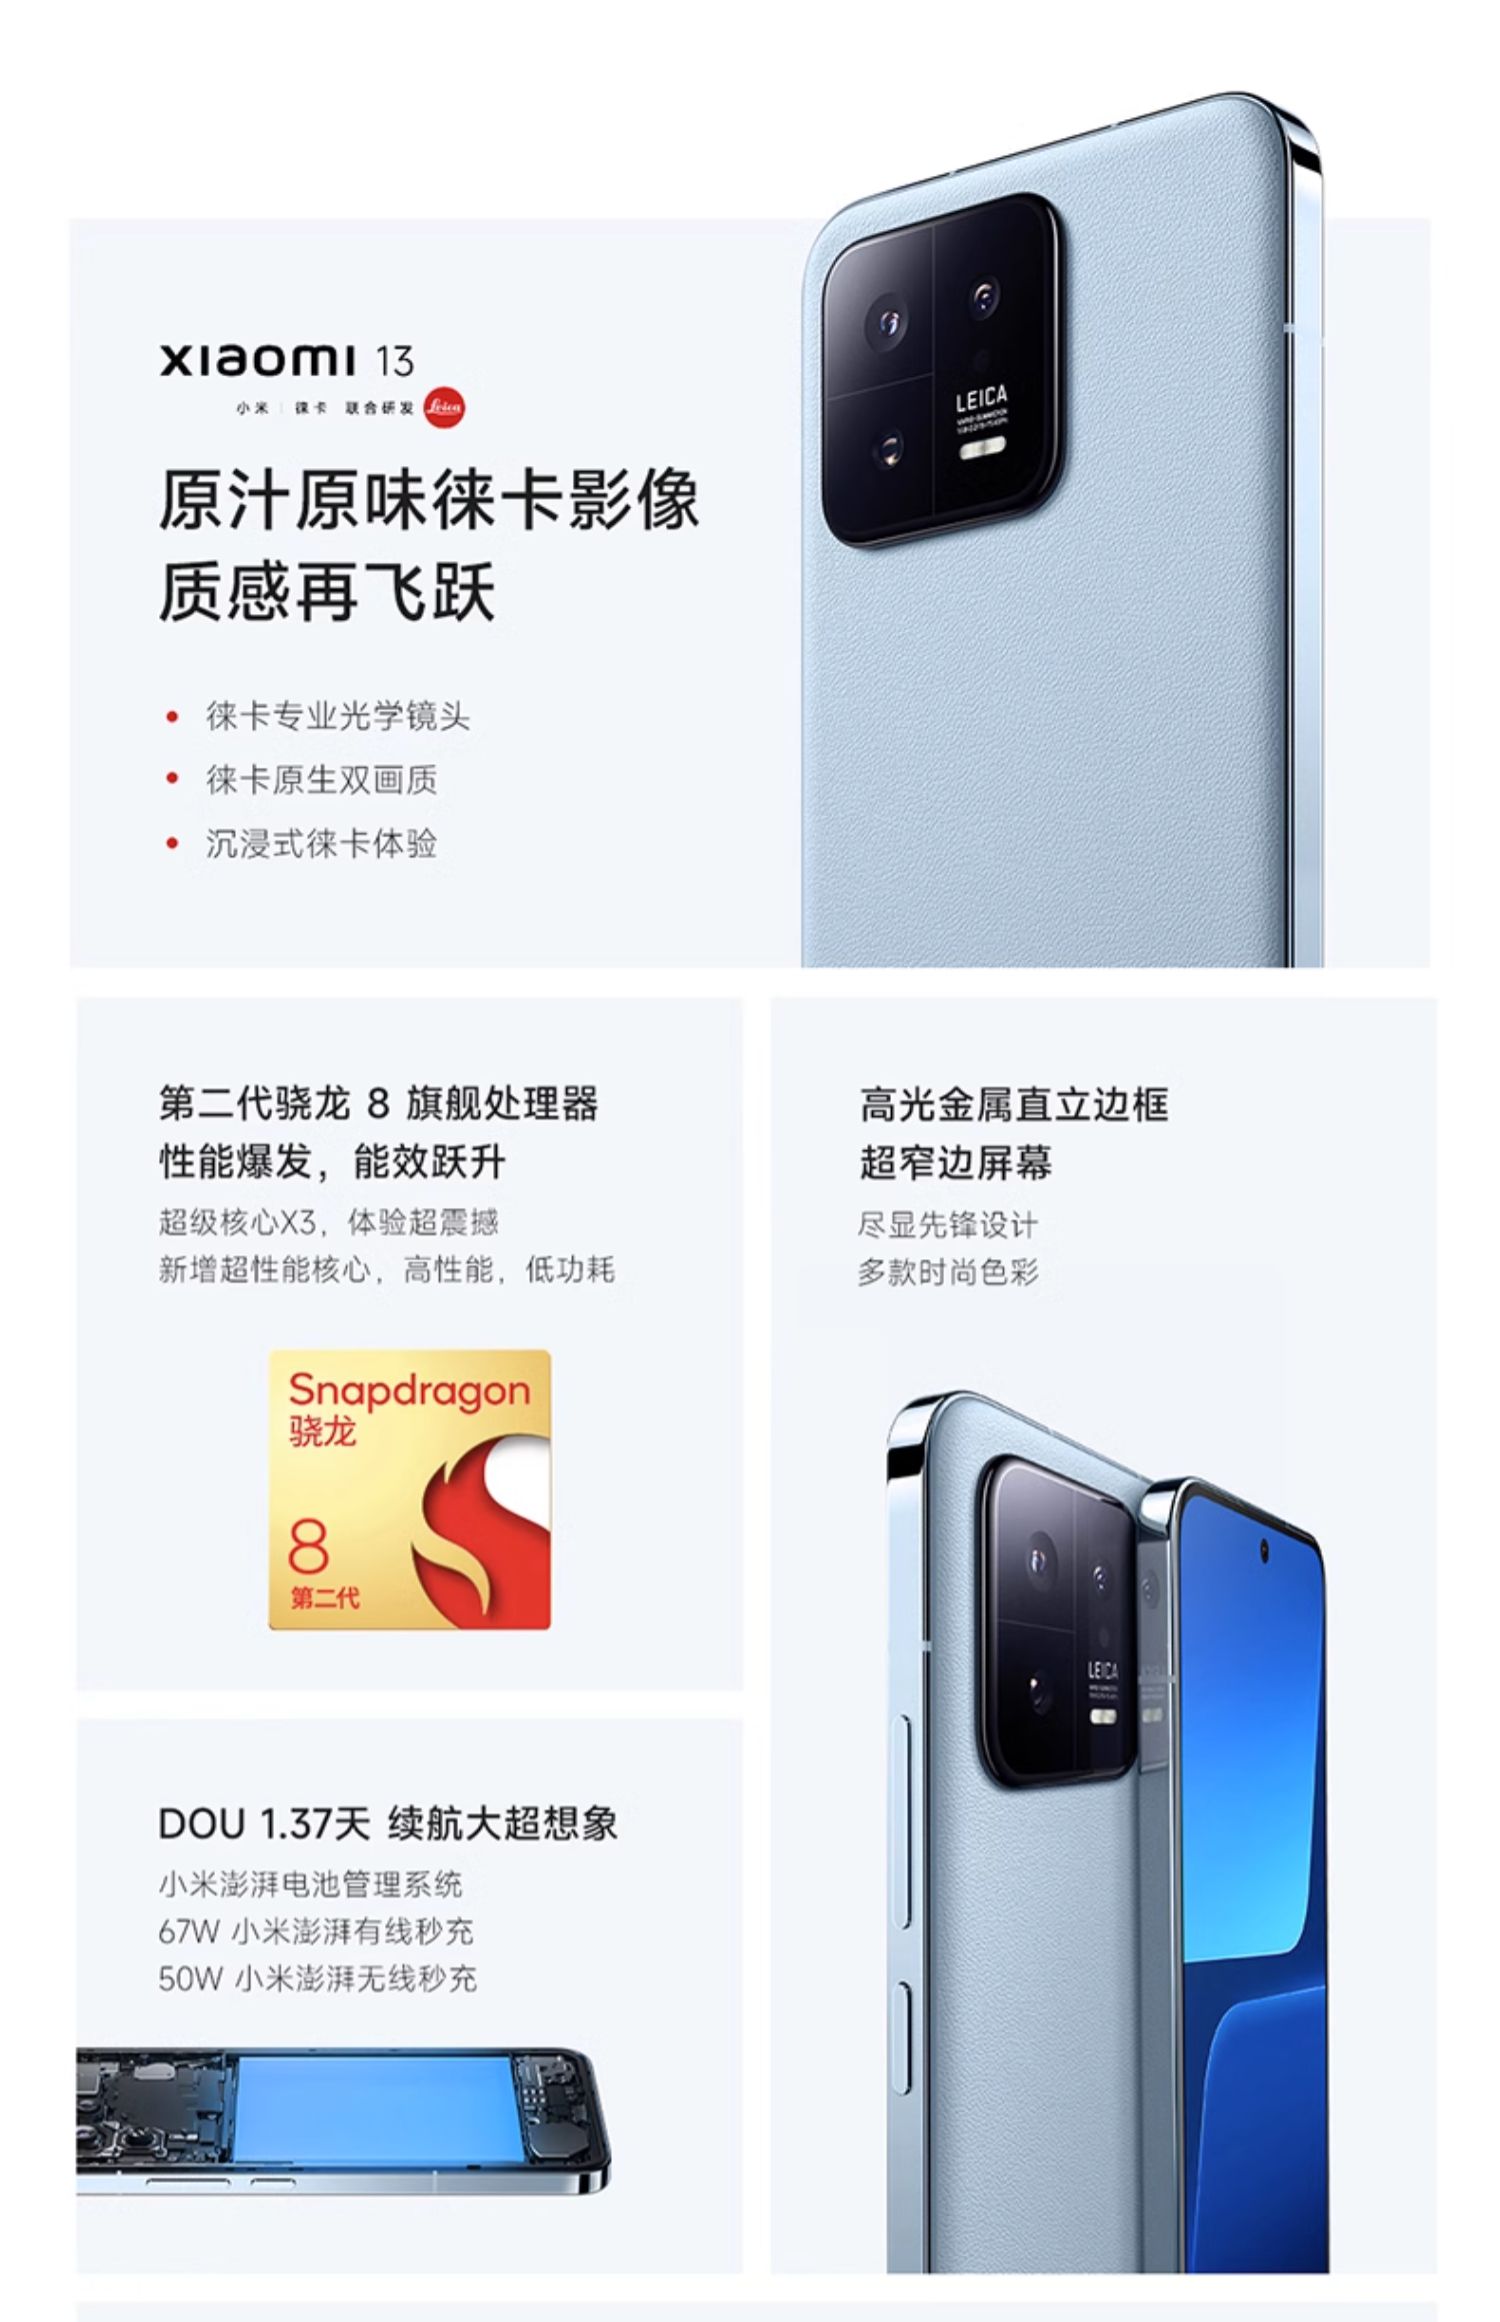 xiaomi 13
小米 | 徕卡 联合研发 Leica
原汁原味徕卡影像
质感再飞跃
• 徕卡专业光学镜头
• 徕卡原生双画质
• 沉浸式徕卡体验
LEICA
第二代骁龙 8 旗舰处理器
性能爆发，能效跃升
超级核心X3，体验超震撼
新增超性能核心，高性能，低功耗
Snapdragon
骁龙
8
第二代
高光金属直立边框
超窄边屏幕
尽显先锋设计
多款时尚色彩
LEICA
DOU 1.37天 续航大超想象
小米澎湃电池管理系统
67W 小米澎湃有线秒充
50W 小米澎湃无线秒充